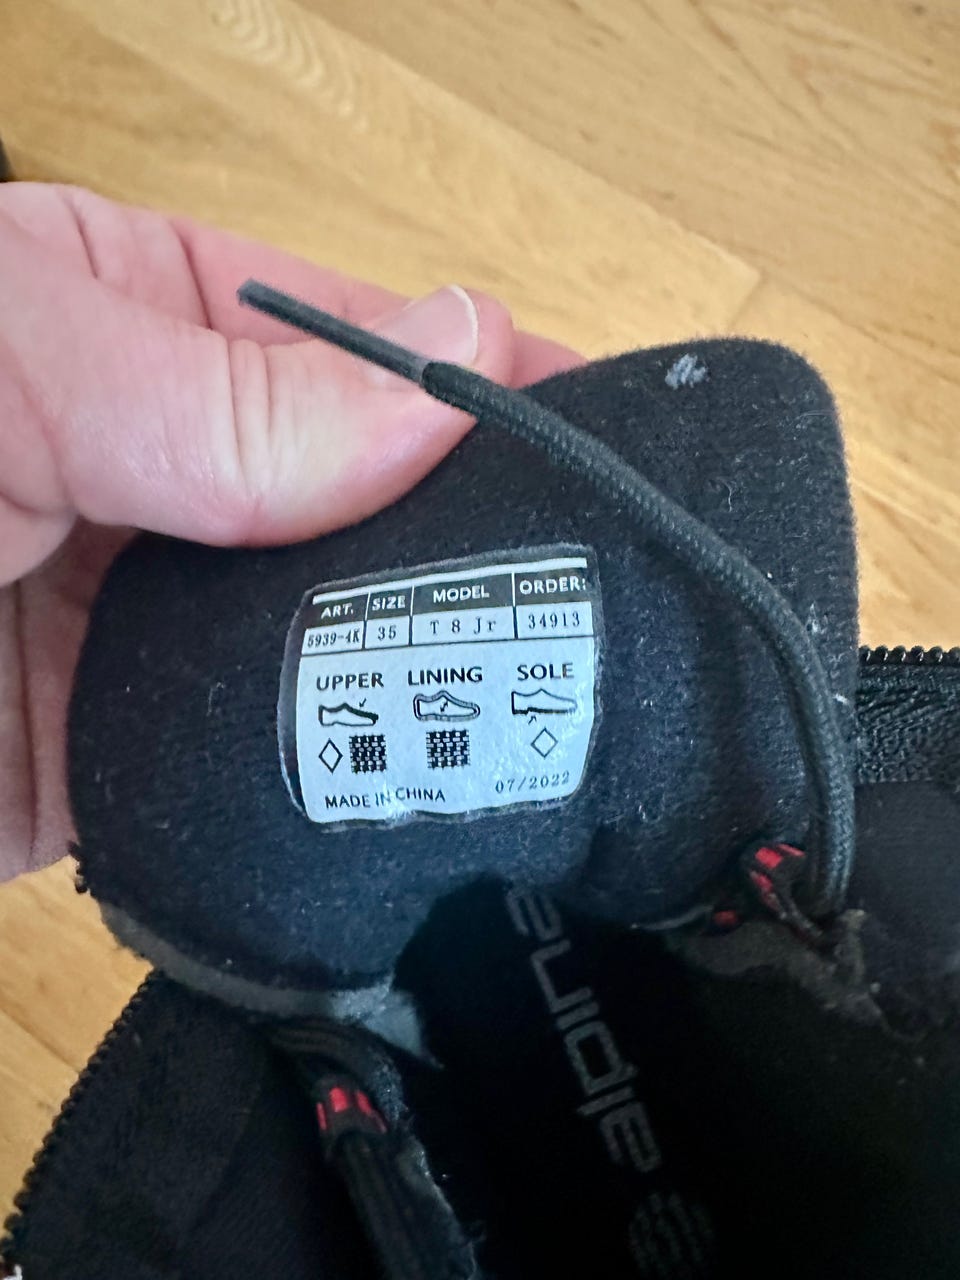 ART. SIZE MODEL ORDER:
5939-4K 35 T 8 Jr 34913
UPPER LINING SOLE
MADE IN CHINA 07/2022